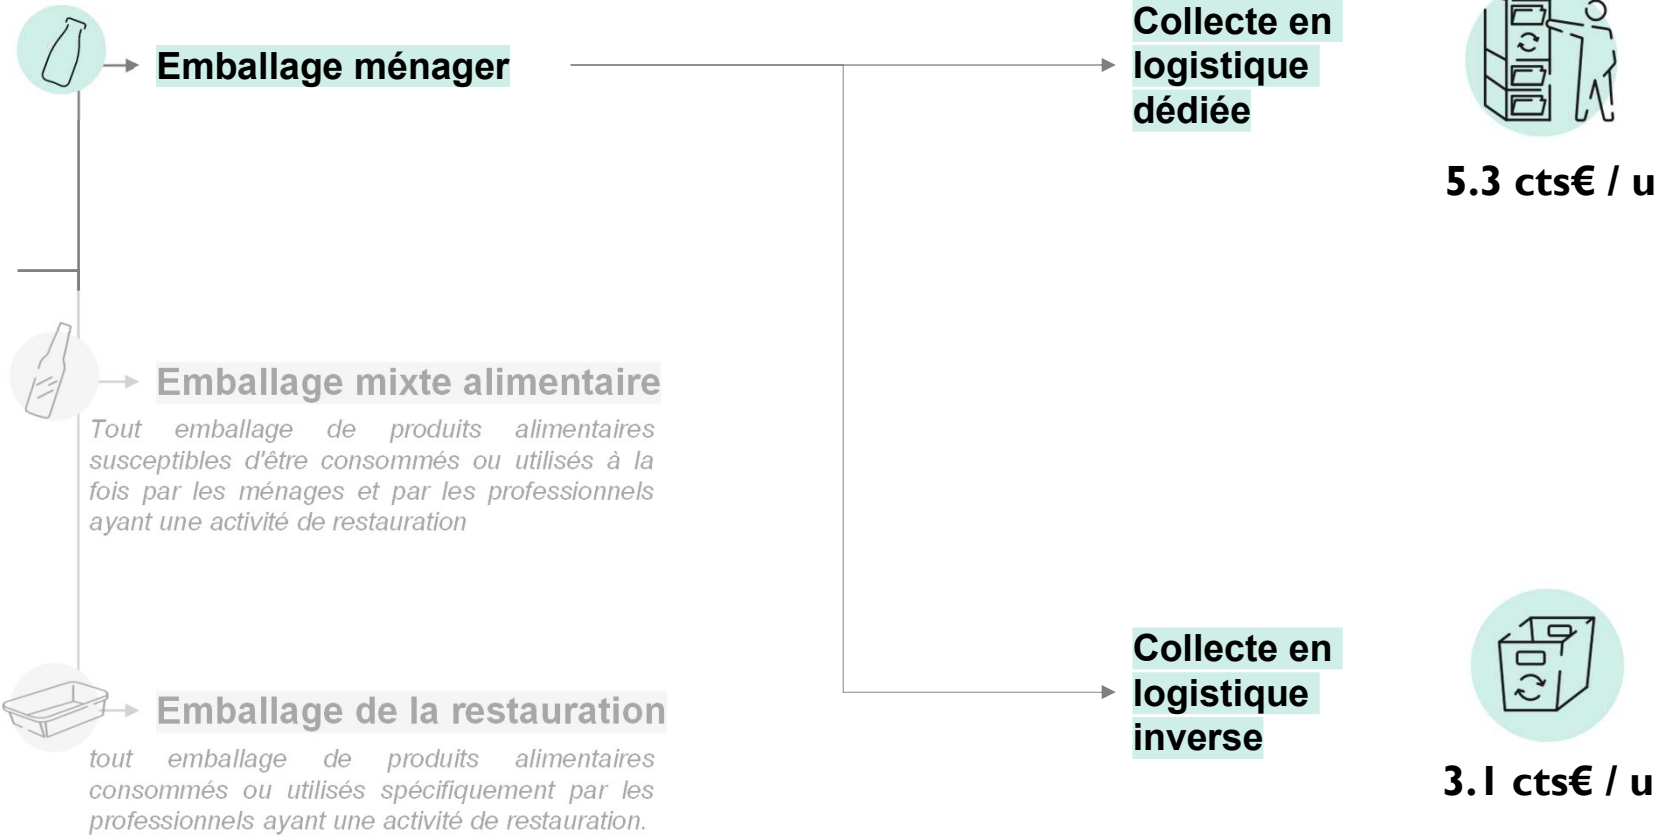 Emballage ménager
Collecte en
logistique
dédiée
5.3 cts€ / u
Emballage mixte alimentaire
Tout emballage de produits alimentaires
susceptibles d'être consommés ou utilisés à la
fois par les ménages et par les professionnels
ayant une activité de restauration
Collecte en
logistique
inverse
3.1 cts€ / u
Emballage de la restauration
tout emballage de produits alimentaires
consommés ou utilisés spécifiquement par les
professionnels ayant une activité de restauration.